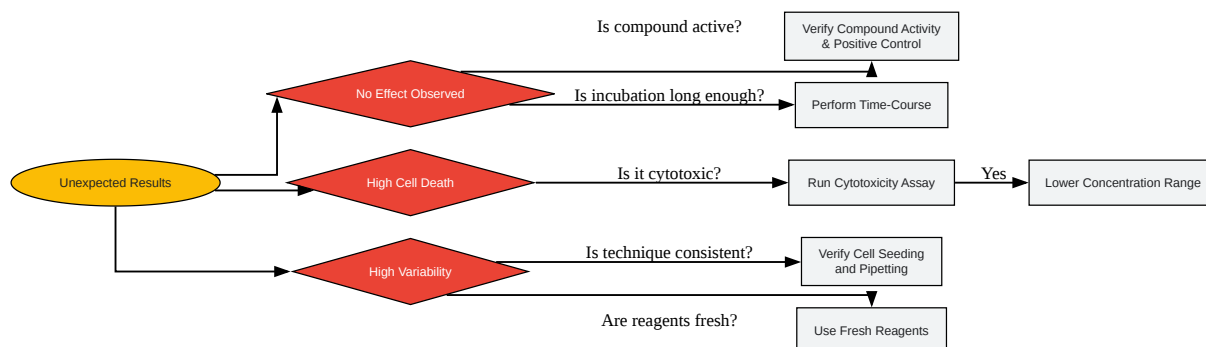 Is compound active?
Verify Compound Activity
& Positive Control
No Effect Observed
Is incubation long enough?
Perform Time-Course
Unexpected Results
High Cell Death
Is it cytotoxic?
Run Cytotoxicity Assay
Yes
Lower Concentration Range
High Variability
Is technique consistent?
Verify Cell Seeding
and Pipetting
Are reagents fresh?
Use Fresh Reagents